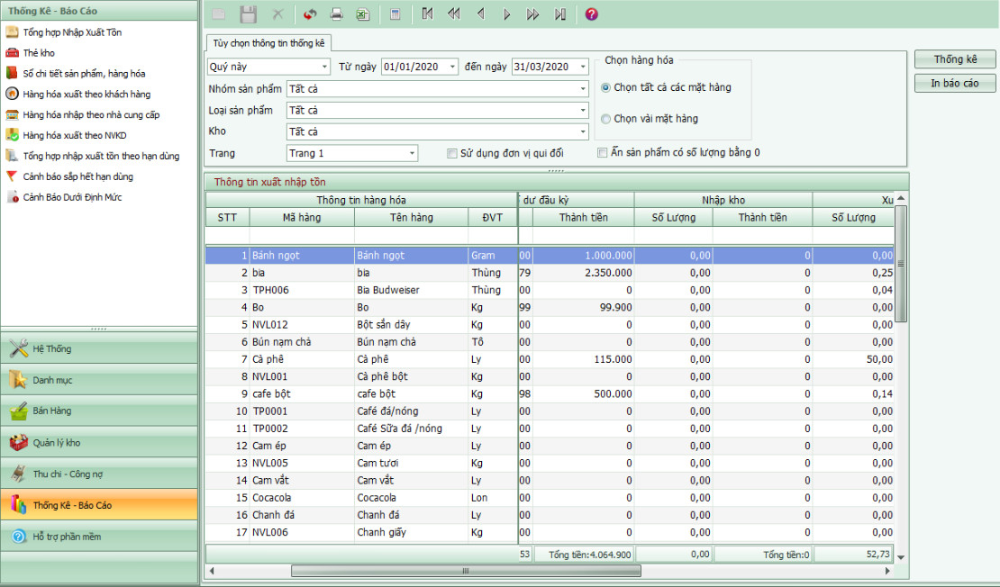 Thống Kê - Báo Cáo
Tổng hợp Nhập Xuất Tồn
Thẻ kho
Sổ chi tiết sản phẩm, hàng hóa
Hàng hóa xuất theo khách hàng
Hàng hóa nhập theo nhà cung cấp
Hàng hóa xuất theo NVKD
Tổng hợp nhập xuất tồn theo hạn dùng
Cảnh báo sắp hết hạn dùng
Cảnh Báo Dưới Định Mức
Hệ Thống
Danh mục
Bán Hàng
Quản lý kho
Thu chi - Công nợ
Thống Kê - Báo Cáo
Hỗ trợ phần mềm
Tùy chọn thông tin thống kê
Quý này Từ ngày 01/01/2020 đến ngày 31/03/2020
Nhóm sản phẩm Tất cả
Loại sản phẩm Tất cả
Kho Tất cả
Trang Trang 1 Sử dụng đơn vị qui đổi Ẩn sản phẩm có số lượng bằng 0
Chọn hàng hóa
Chọn tất cả các mặt hàng
Chọn vài mặt hàng
Thống kê
In báo cáo
Thông tin xuất nhập tồn
Thông tin hàng hóa dư đầu kỳ Nhập kho Xu
STT Mã hàng Tên hàng ĐVT Thành tiền Số Lượng Thành tiền Số Lượng
1 Bánh ngọt Bánh ngọt Gram 00 1.000.000 0,00 0 0,00
2 bia bia Thùng 79 2.350.000 0,00 0 0,25
3 TPH006 Bia Budweiser Thùng 00 0 0,00 0 0,04
4 Bo Bo Kg 99 99.900 0,00 0 0,00
5 NVL012 Bột sắn dây Kg 00 0 0,00 0 0,00
6 Bún nạm chả Bún nạm chả Tô 00 0 0,00 0 0,00
7 Cà phê Cà phê Ly 00 115.000 0,00 0 50,00
8 NVL001 Cà phê bột Kg 00 0 0,00 0 0,00
9 cafe bột cafe bột Kg 98 500.000 0,00 0 0,14
10 TP0001 Café đá/nóng Ly 00 0 0,00 0 0,00
11 TP0002 Café Sữa đá /nóng Ly 00 0 0,00 0 0,00
12 Cam ép Cam ép Ly 00 0 0,00 0 0,00
13 NVL005 Cam tươi Kg 00 0 0,00 0 0,00
14 Cam vắt Cam vắt Ly 00 0 0,00 0 0,00
15 Cocacola Cocacola Lon 00 0 0,00 0 0,00
16 Chanh đá Chanh đá Ly 00 0 0,00 0 0,00
17 NVL006 Chanh giấy Kg 00 0 0,00 0 0,00
53 Tổng tiền:4.064.900 0,00 Tổng tiền:0 52,73